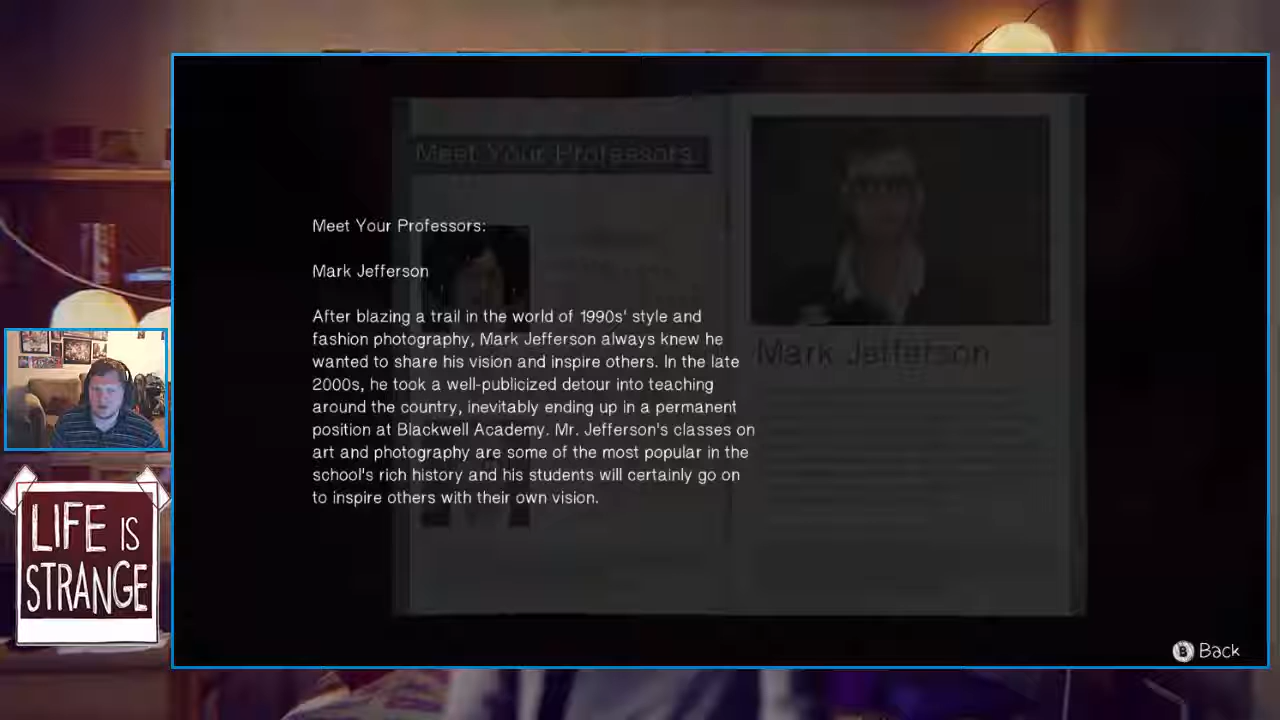 Meet Your Professors
Mark Jefferson
Meet Your Professors:
Mark Jefferson
After blazing a trail in the world of 1990s' style and
fashion photography, Mark Jefferson always knew he
wanted to share his vision and inspire others. In the late
2000s, he took a well-publicized detour into teaching
around the country, inevitably ending up in a permanent
position at Blackwell Academy. Mr. Jefferson's classes on
art and photography are some of the most popular in the
school's rich history and his students will certainly go on
to inspire others with their own vision.
LIFE IS
STRANGE
B Back